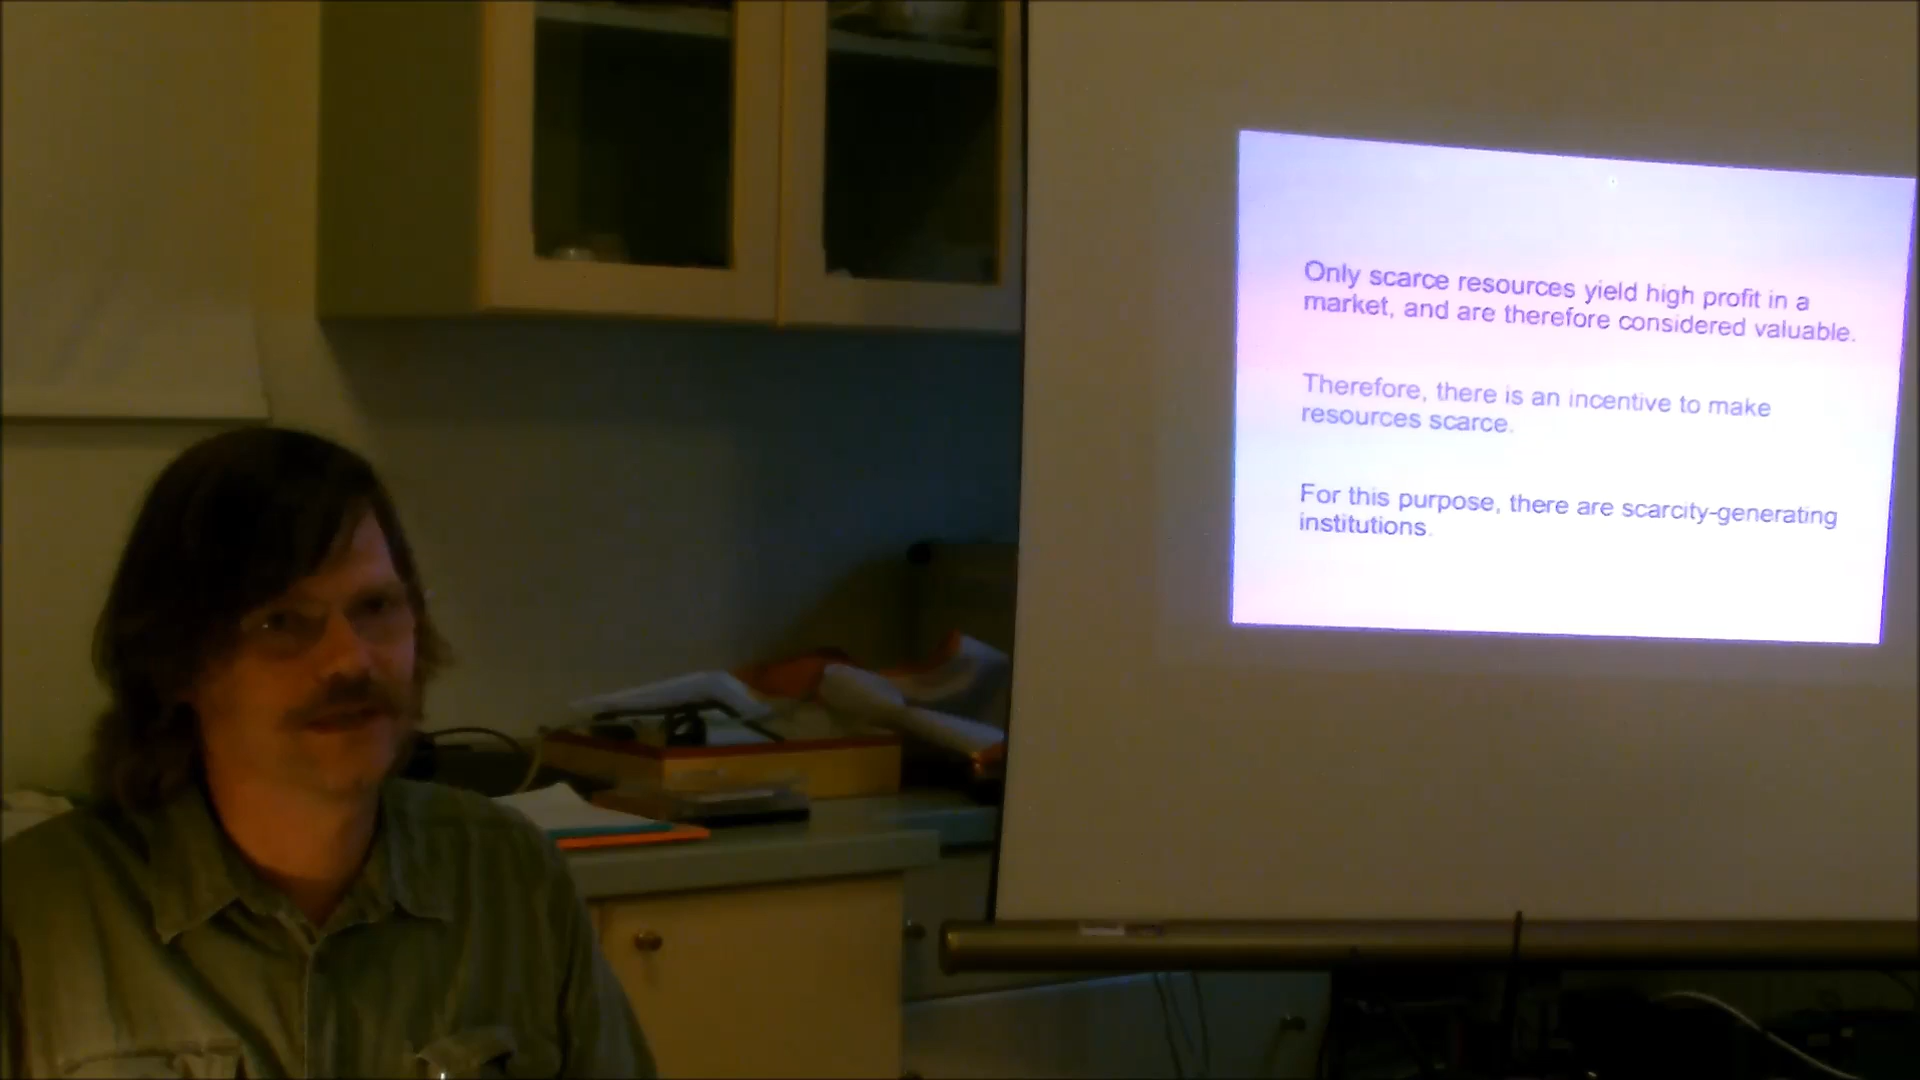 Only scarce resources yield high profit in a
market, and are therefore considered valuable.
Therefore, there is an incentive to make
resources scarce.
For this purpose, there are scarcity-generating
institutions.